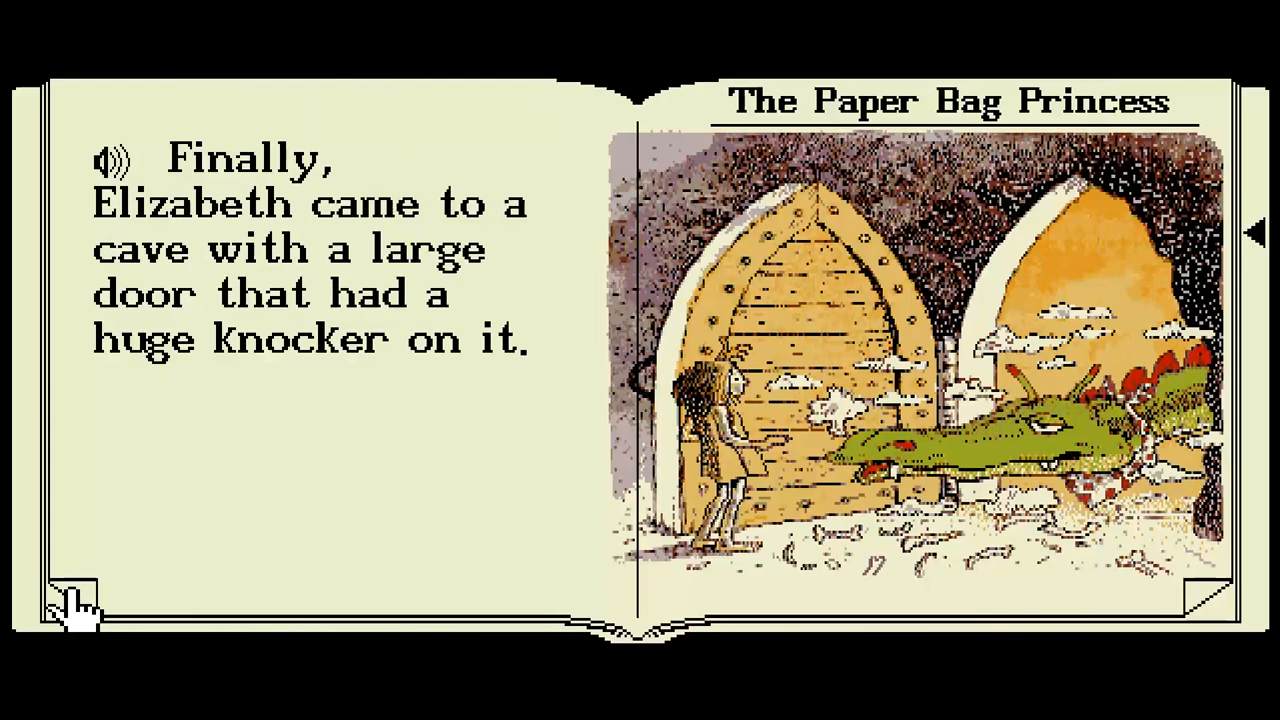 Finally,
Elizabeth came to a
cave with a large
door that had a
huge knocker on it.
The Paper Bag Princess